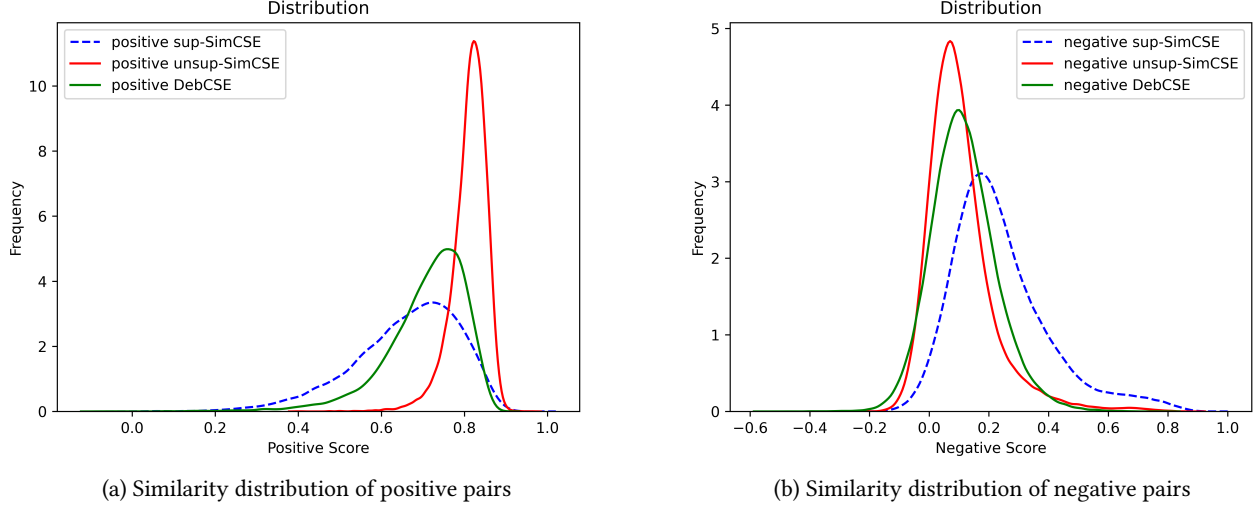 Distribution
positive sup-SimCSE
positive unsup-SimCSE
positive DebCSE
10
8
6
4
2
0
Frequency
0.0 0.2 0.4 0.6 0.8 1.0
Positive Score
(a) Similarity distribution of positive pairs
Distribution
negative sup-SimCSE
negative unsup-SimCSE
negative DebCSE
5
4
3
2
1
0
Frequency
−0.6 −0.4 −0.2 0.0 0.2 0.4 0.6 0.8 1.0
Negative Score
(b) Similarity distribution of negative pairs